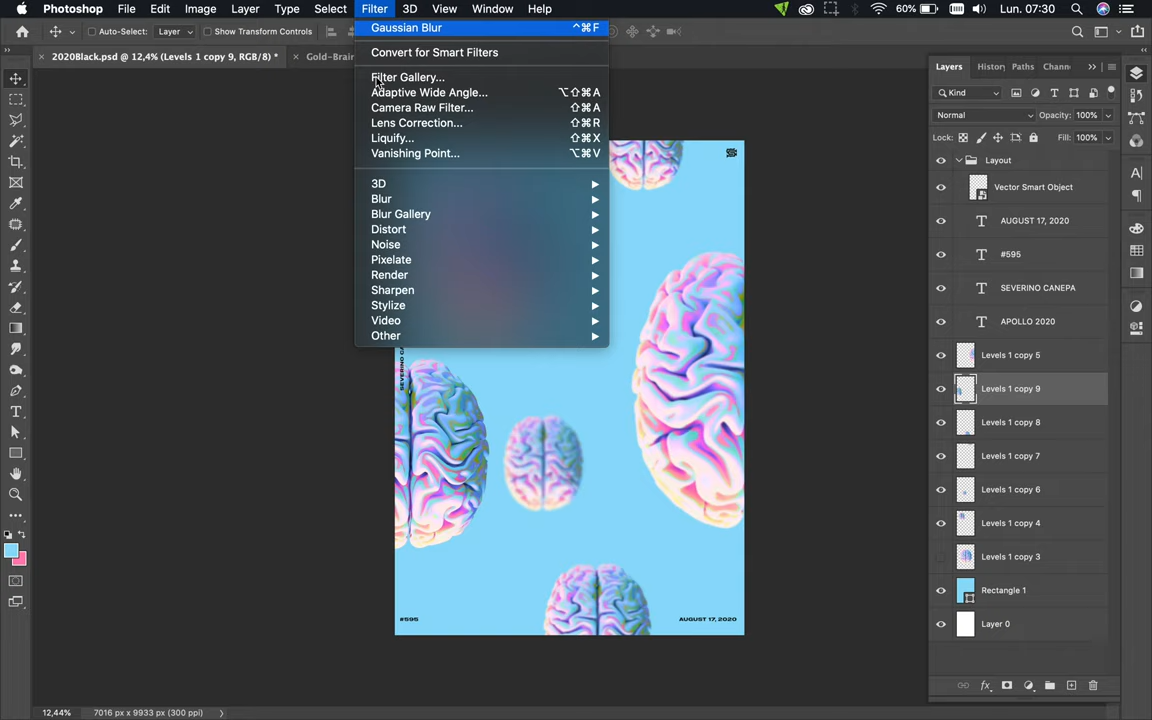 Photoshop File Edit Image Layer Type Select Filter 3D View Window Help 60% Lun. 07:30
Auto-Select: Layer Show Transform Controls
2020Black.psd @ 12,4% (Levels 1 copy 9, RGB/8) * Gold-Brain
Gaussian Blur ^⌘F
Convert for Smart Filters
Filter Gallery...
Adaptive Wide Angle... ⌥⇧⌘A
Camera Raw Filter... ⇧⌘A
Lens Correction... ⇧⌘R
Liquify... ⇧⌘X
Vanishing Point... ⌥⌘V
3D
Blur
Blur Gallery
Distort
Noise
Pixelate
Render
Sharpen
Stylize
Video
Other
SEVERINO CA
#595 AUGUST 17, 2020
Layers History Paths Chann
Kind
Normal Opacity: 100%
Lock: Fill: 100%
Layout
Vector Smart Object
AUGUST 17, 2020
#595
SEVERINO CANEPA
APOLLO 2020
Levels 1 copy 5
Levels 1 copy 9
Levels 1 copy 8
Levels 1 copy 7
Levels 1 copy 6
Levels 1 copy 4
Levels 1 copy 3
Rectangle 1
Layer 0
12,44% 7016 px x 9933 px (300 ppi)